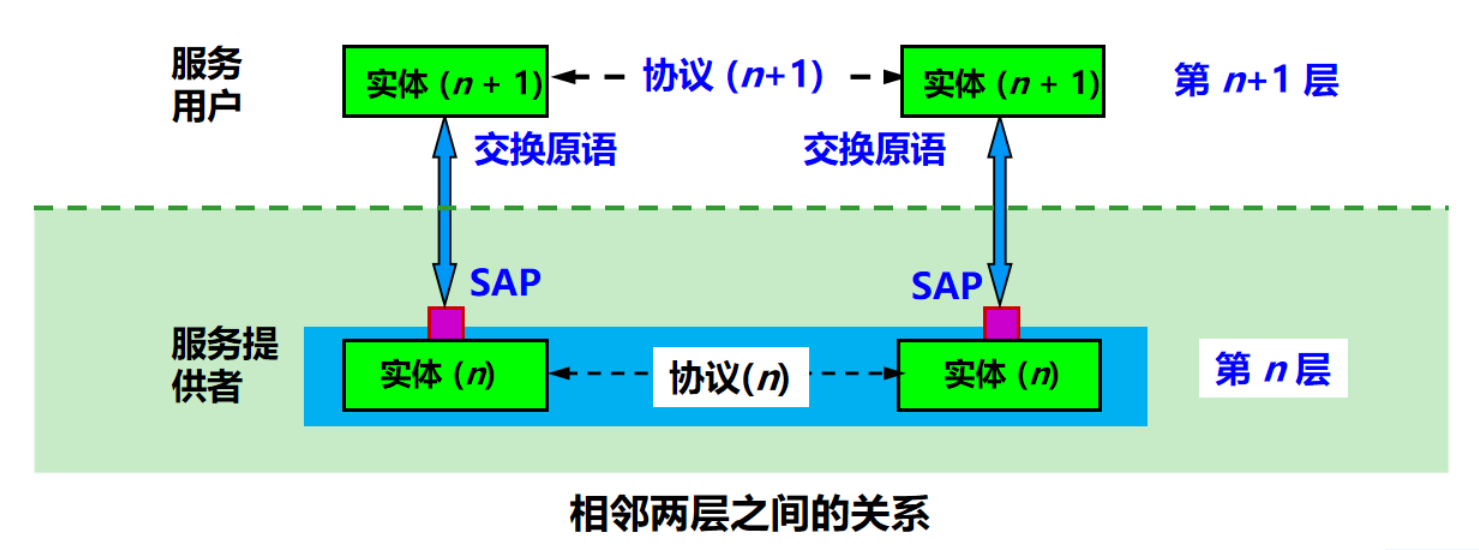 服务
用户
实体 (n + 1)
协议 (n+1)
实体 (n + 1)
第 n+1 层
交换原语
交换原语
SAP
SAP
服务提
供者
实体 (n)
协议(n)
实体 (n)
第 n 层
相邻两层之间的关系